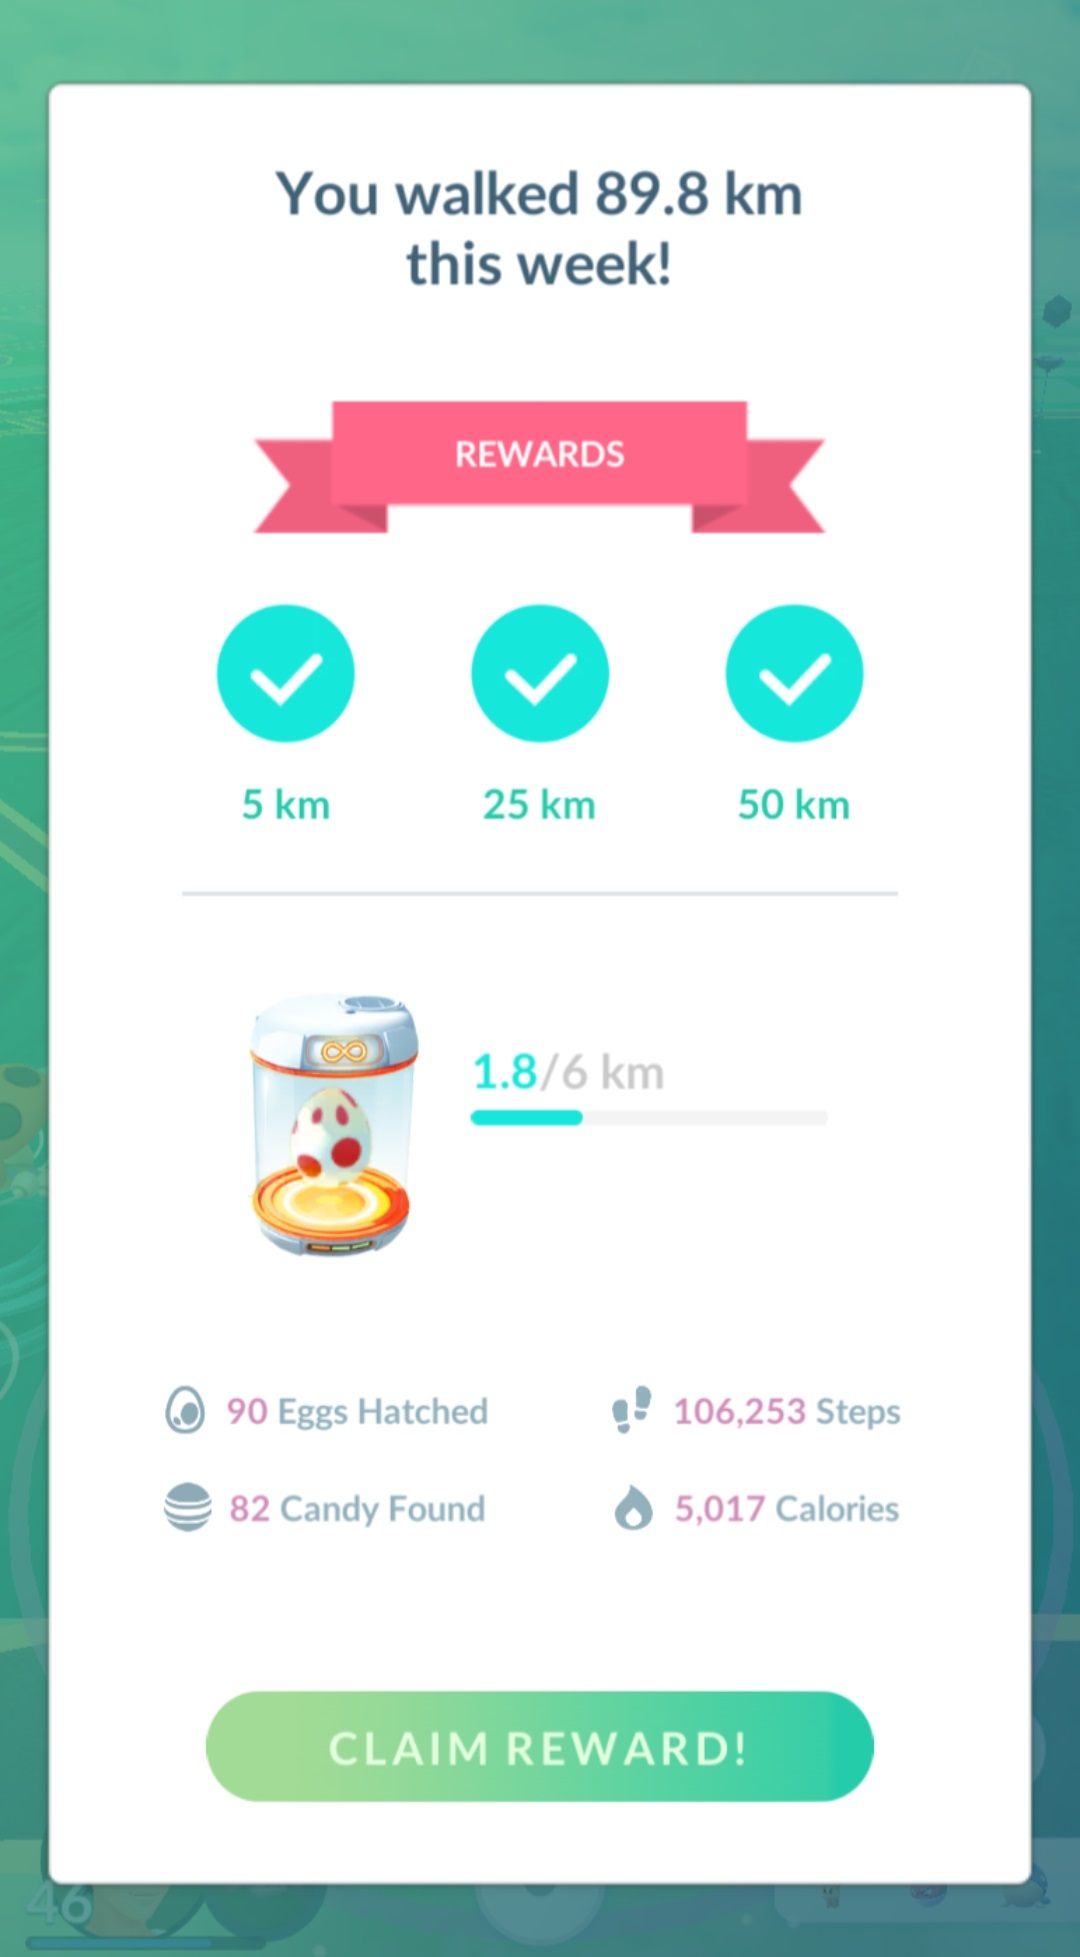 You walked 89.8 km
this week!
REWARDS
5 km
25 km
50 km
1.8/6 km
90 Eggs Hatched
106,253 Steps
82 Candy Found
5,017 Calories
CLAIM REWARD!
46